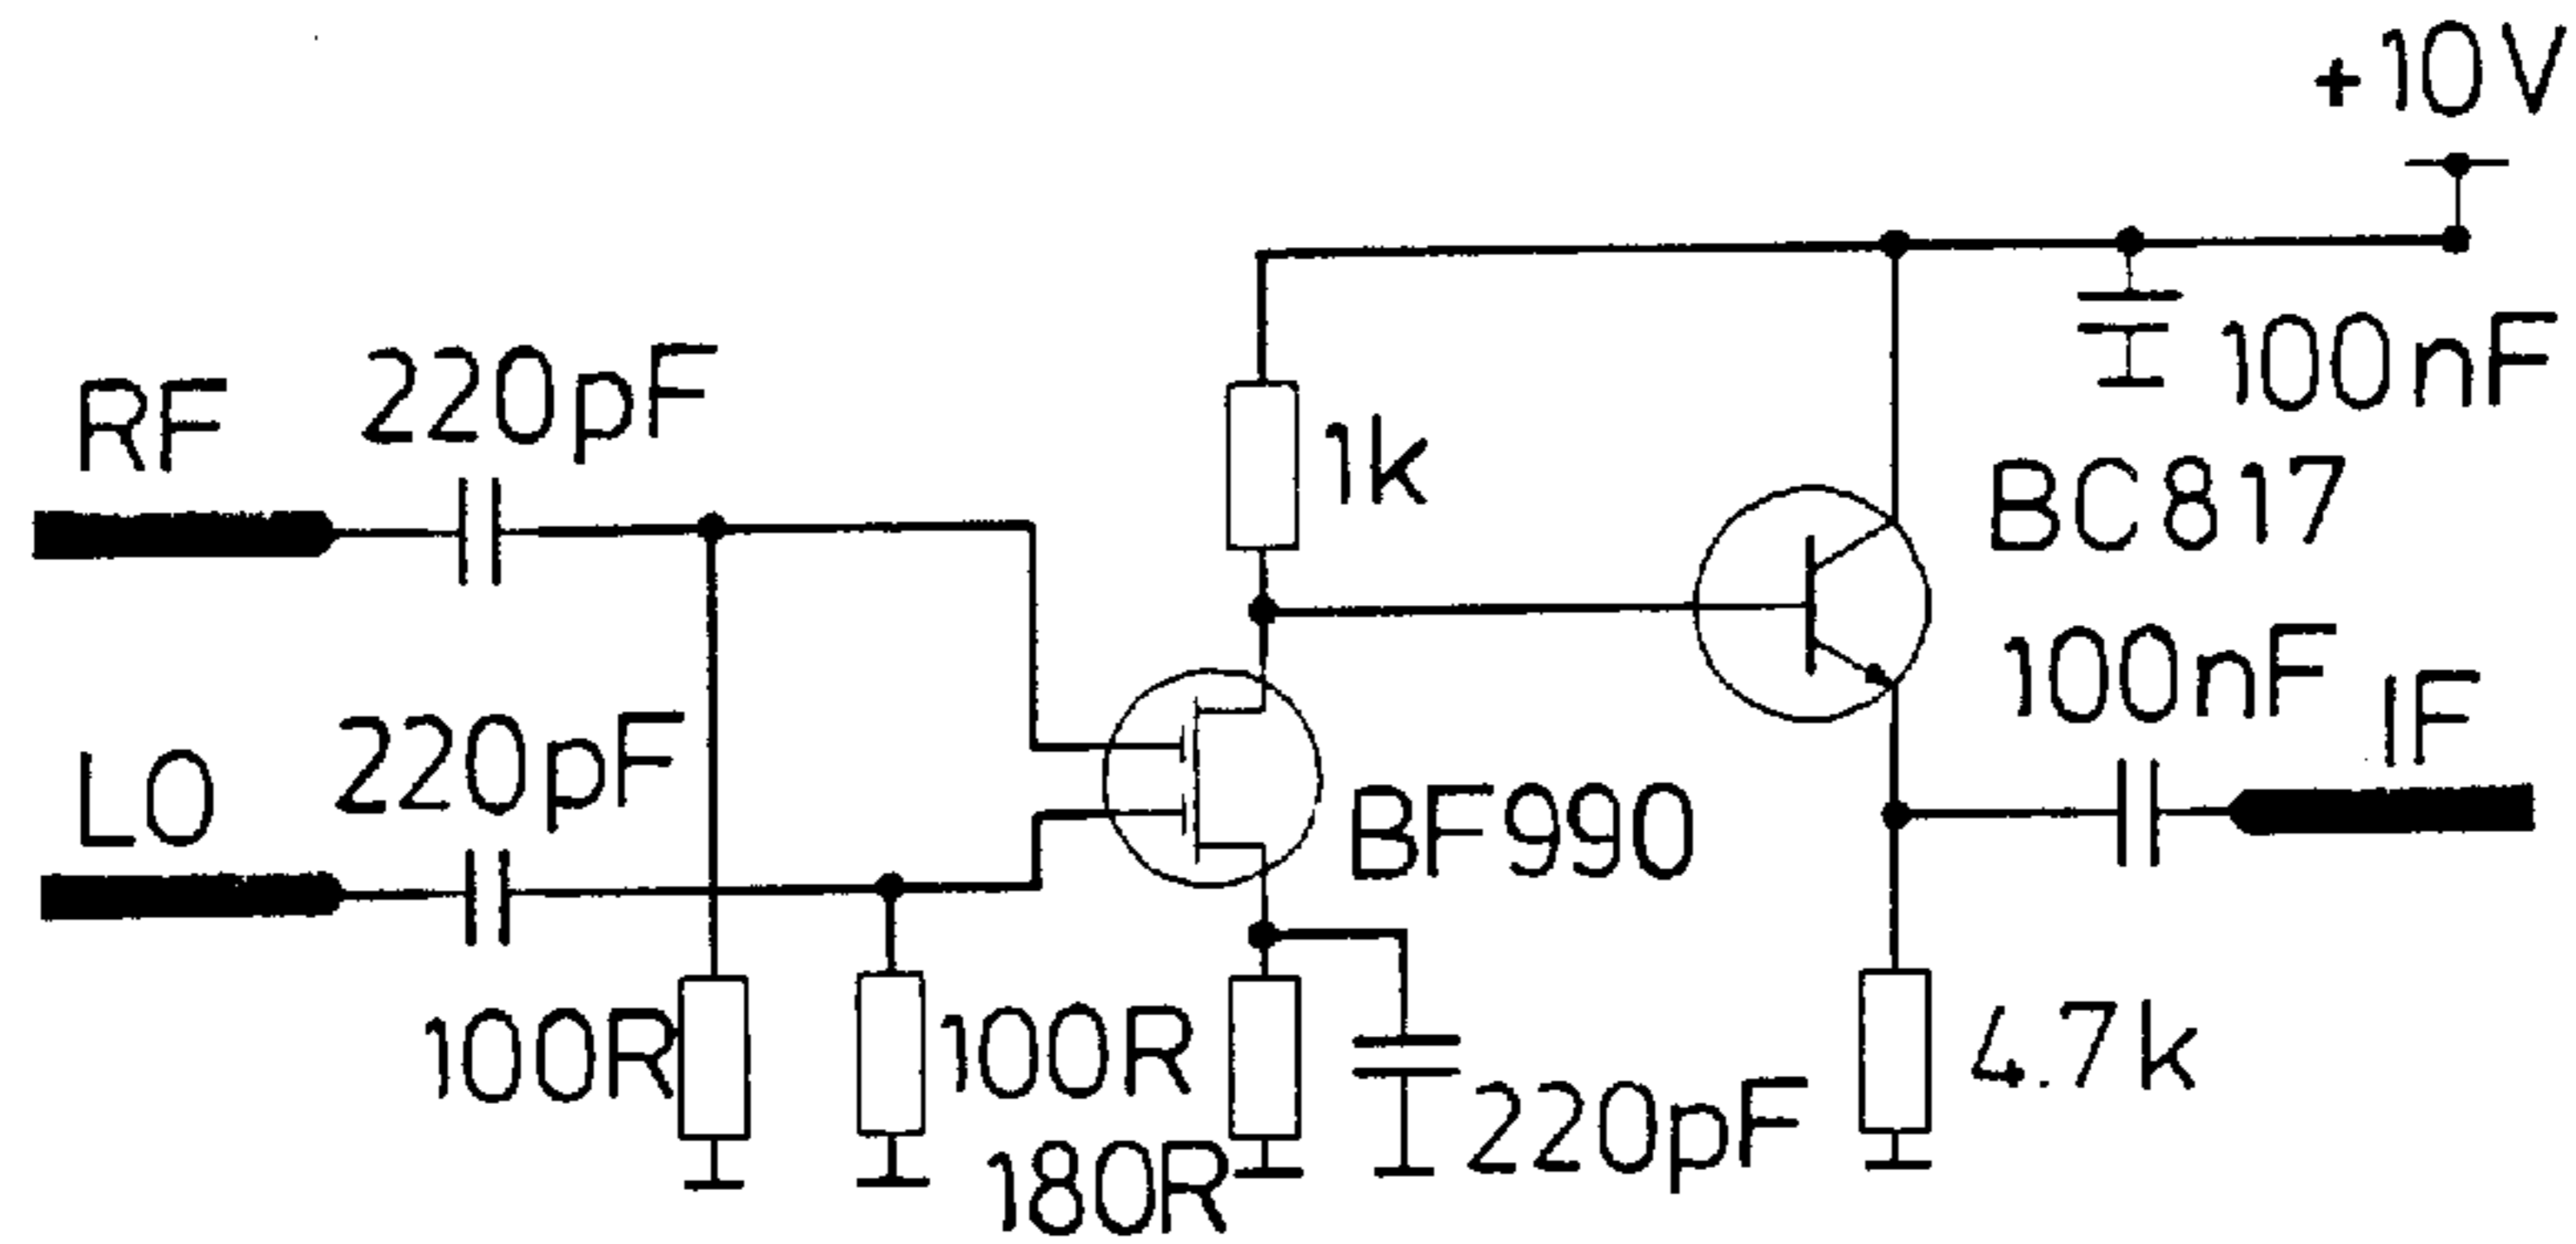 +10V
100nF
220pF
RF
1k
BC817
220pF
100nF
IF
LO
BF990
100R
100R
4.7k
220pF
180R